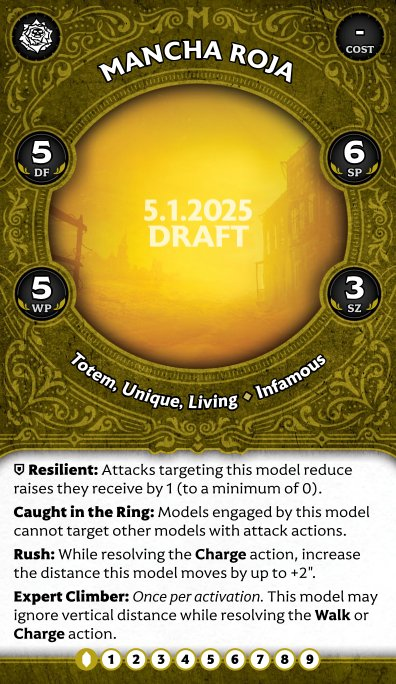 -
COST
MANCHA ROJA
5
DF
6
SP
5.1.2025
DRAFT
5
WP
3
SZ
Totem, Unique, Living ⬧ Infamous
Resilient: Attacks targeting this model reduce
raises they receive by 1 (to a minimum of 0).
Caught in the Ring: Models engaged by this model
cannot target other models with attack actions.
Rush: While resolving the Charge action, increase
the distance this model moves by up to +2".
Expert Climber: Once per activation. This model may
ignore vertical distance while resolving the Walk or
Charge action.
1 2 3 4 5 6 7 8 9